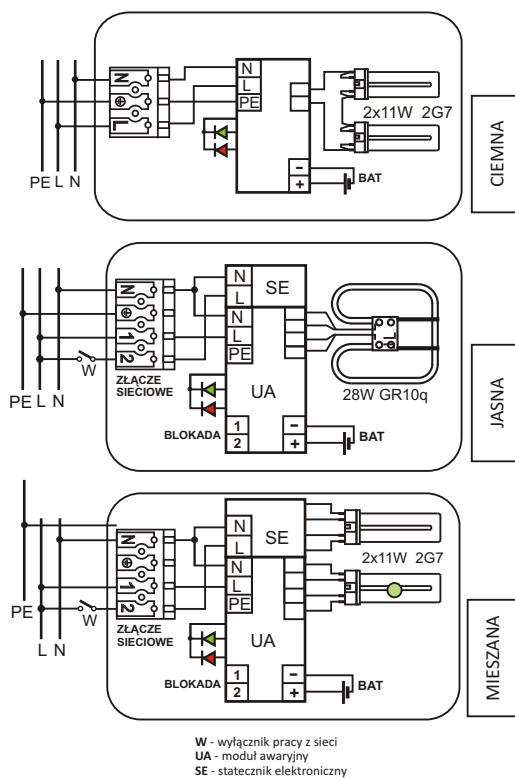 N
⏚
L
PE L N
N
L
PE
-
+
BAT
2x11W 2G7
CIEMNA
N
⏚
1
2
W
PE L N
ZŁĄCZE
SIECIOWE
N
L
SE
N
L
PE
UA
BLOKADA
1
2
-
+
BAT
28W GR10q
JASNA
N
⏚
1
2
W
PE
L N
ZŁĄCZE
SIECIOWE
N
L
SE
N
L
PE
UA
BLOKADA
1
2
-
+
BAT
2x11W 2G7
MIESZANA
W - wyłącznik pracy z sieci
UA - moduł awaryjny
SE - statecznik elektroniczny